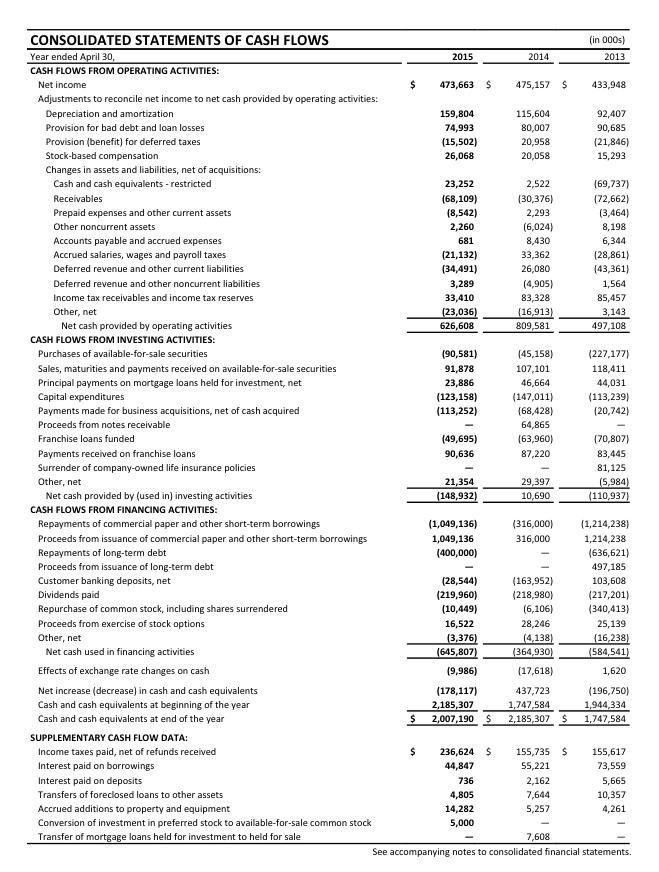 CONSOLIDATED STATEMENTS OF CASH FLOWS (in 000s)
Year ended April 30, 2015 2014 2013
CASH FLOWS FROM OPERATING ACTIVITIES:
Net income $ 473,663 $ 475,157 $ 433,948
Adjustments to reconcile net income to net cash provided by operating activities:
Depreciation and amortization 159,804 115,604 92,407
Provision for bad debt and loan losses 74,993 80,007 90,685
Provision (benefit) for deferred taxes (15,502) 20,958 (21,846)
Stock-based compensation 26,068 20,058 15,293
Changes in assets and liabilities, net of acquisitions:
Cash and cash equivalents - restricted 23,252 2,522 (69,737)
Receivables (68,109) (30,376) (72,662)
Prepaid expenses and other current assets (8,542) 2,293 (3,464)
Other noncurrent assets 2,260 (6,024) 8,198
Accounts payable and accrued expenses 681 8,430 6,344
Accrued salaries, wages and payroll taxes (21,132) 33,362 (28,861)
Deferred revenue and other current liabilities (34,491) 26,080 (43,361)
Deferred revenue and other noncurrent liabilities 3,289 (4,905) 1,564
Income tax receivables and income tax reserves 33,410 83,328 85,457
Other, net (23,036) (16,913) 3,143
Net cash provided by operating activities 626,608 809,581 497,108
CASH FLOWS FROM INVESTING ACTIVITIES:
Purchases of available-for-sale securities (90,581) (45,158) (227,177)
Sales, maturities and payments received on available-for-sale securities 91,878 107,101 118,411
Principal payments on mortgage loans held for investment, net 23,886 46,664 44,031
Capital expenditures (123,158) (147,011) (113,239)
Payments made for business acquisitions, net of cash acquired (113,252) (68,428) (20,742)
Proceeds from notes receivable — 64,865 —
Franchise loans funded (49,695) (63,960) (70,807)
Payments received on franchise loans 90,636 87,220 83,445
Surrender of company-owned life insurance policies — — 81,125
Other, net 21,354 29,397 (5,984)
Net cash provided by (used in) investing activities (148,932) 10,690 (110,937)
CASH FLOWS FROM FINANCING ACTIVITIES:
Repayments of commercial paper and other short-term borrowings (1,049,136) (316,000) (1,214,238)
Proceeds from issuance of commercial paper and other short-term borrowings 1,049,136 316,000 1,214,238
Repayments of long-term debt (400,000) — (636,621)
Proceeds from issuance of long-term debt — — 497,185
Customer banking deposits, net (28,544) (163,952) 103,608
Dividends paid (219,960) (218,980) (217,201)
Repurchase of common stock, including shares surrendered (10,449) (6,106) (340,413)
Proceeds from exercise of stock options 16,522 28,246 25,139
Other, net (3,376) (4,138) (16,238)
Net cash used in financing activities (645,807) (364,930) (584,541)
Effects of exchange rate changes on cash (9,986) (17,618) 1,620
Net increase (decrease) in cash and cash equivalents (178,117) 437,723 (196,750)
Cash and cash equivalents at beginning of the year 2,185,307 1,747,584 1,944,334
Cash and cash equivalents at end of the year $ 2,007,190 $ 2,185,307 $ 1,747,584
SUPPLEMENTARY CASH FLOW DATA:
Income taxes paid, net of refunds received $ 236,624 $ 155,735 $ 155,617
Interest paid on borrowings 44,847 55,221 73,559
Interest paid on deposits 736 2,162 5,665
Transfers of foreclosed loans to other assets 4,805 7,644 10,357
Accrued additions to property and equipment 14,282 5,257 4,261
Conversion of investment in preferred stock to available-for-sale common stock 5,000 — —
Transfer of mortgage loans held for investment to held for sale — 7,608 —
See accompanying notes to consolidated financial statements.